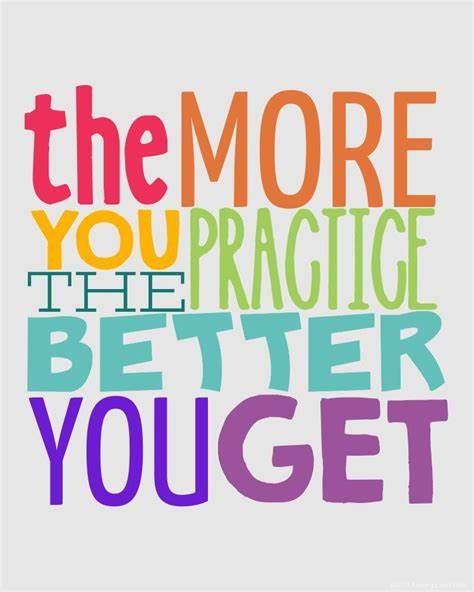 the MORE
YOU PRACTICE
THE
BETTER
YOU GET